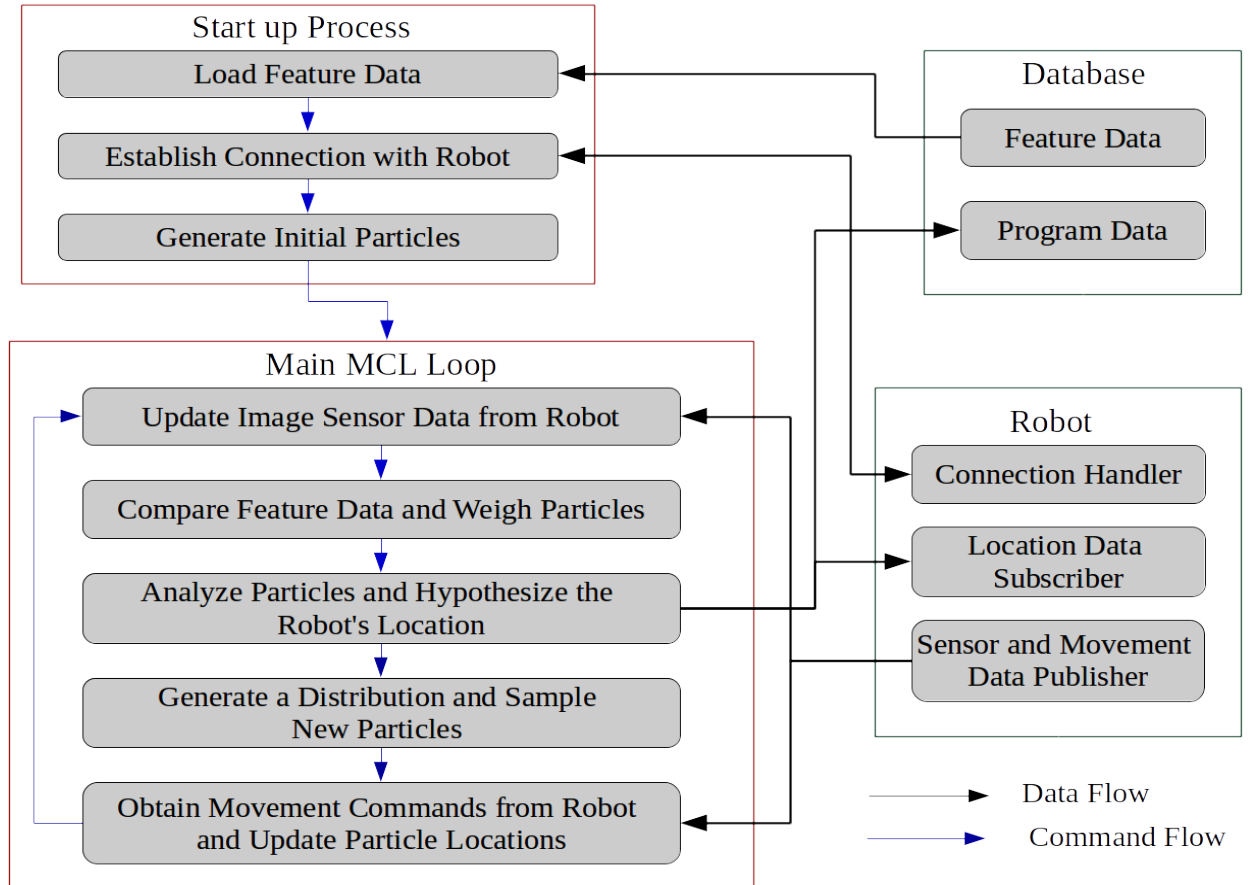 Start up Process
Load Feature Data
Establish Connection with Robot
Generate Initial Particles
Database
Feature Data
Program Data
Main MCL Loop
Update Image Sensor Data from Robot
Compare Feature Data and Weigh Particles
Analyze Particles and Hypothesize the
Robot's Location
Generate a Distribution and Sample
New Particles
Obtain Movement Commands from Robot
and Update Particle Locations
Robot
Connection Handler
Location Data
Subscriber
Sensor and Movement
Data Publisher
Data Flow
Command Flow